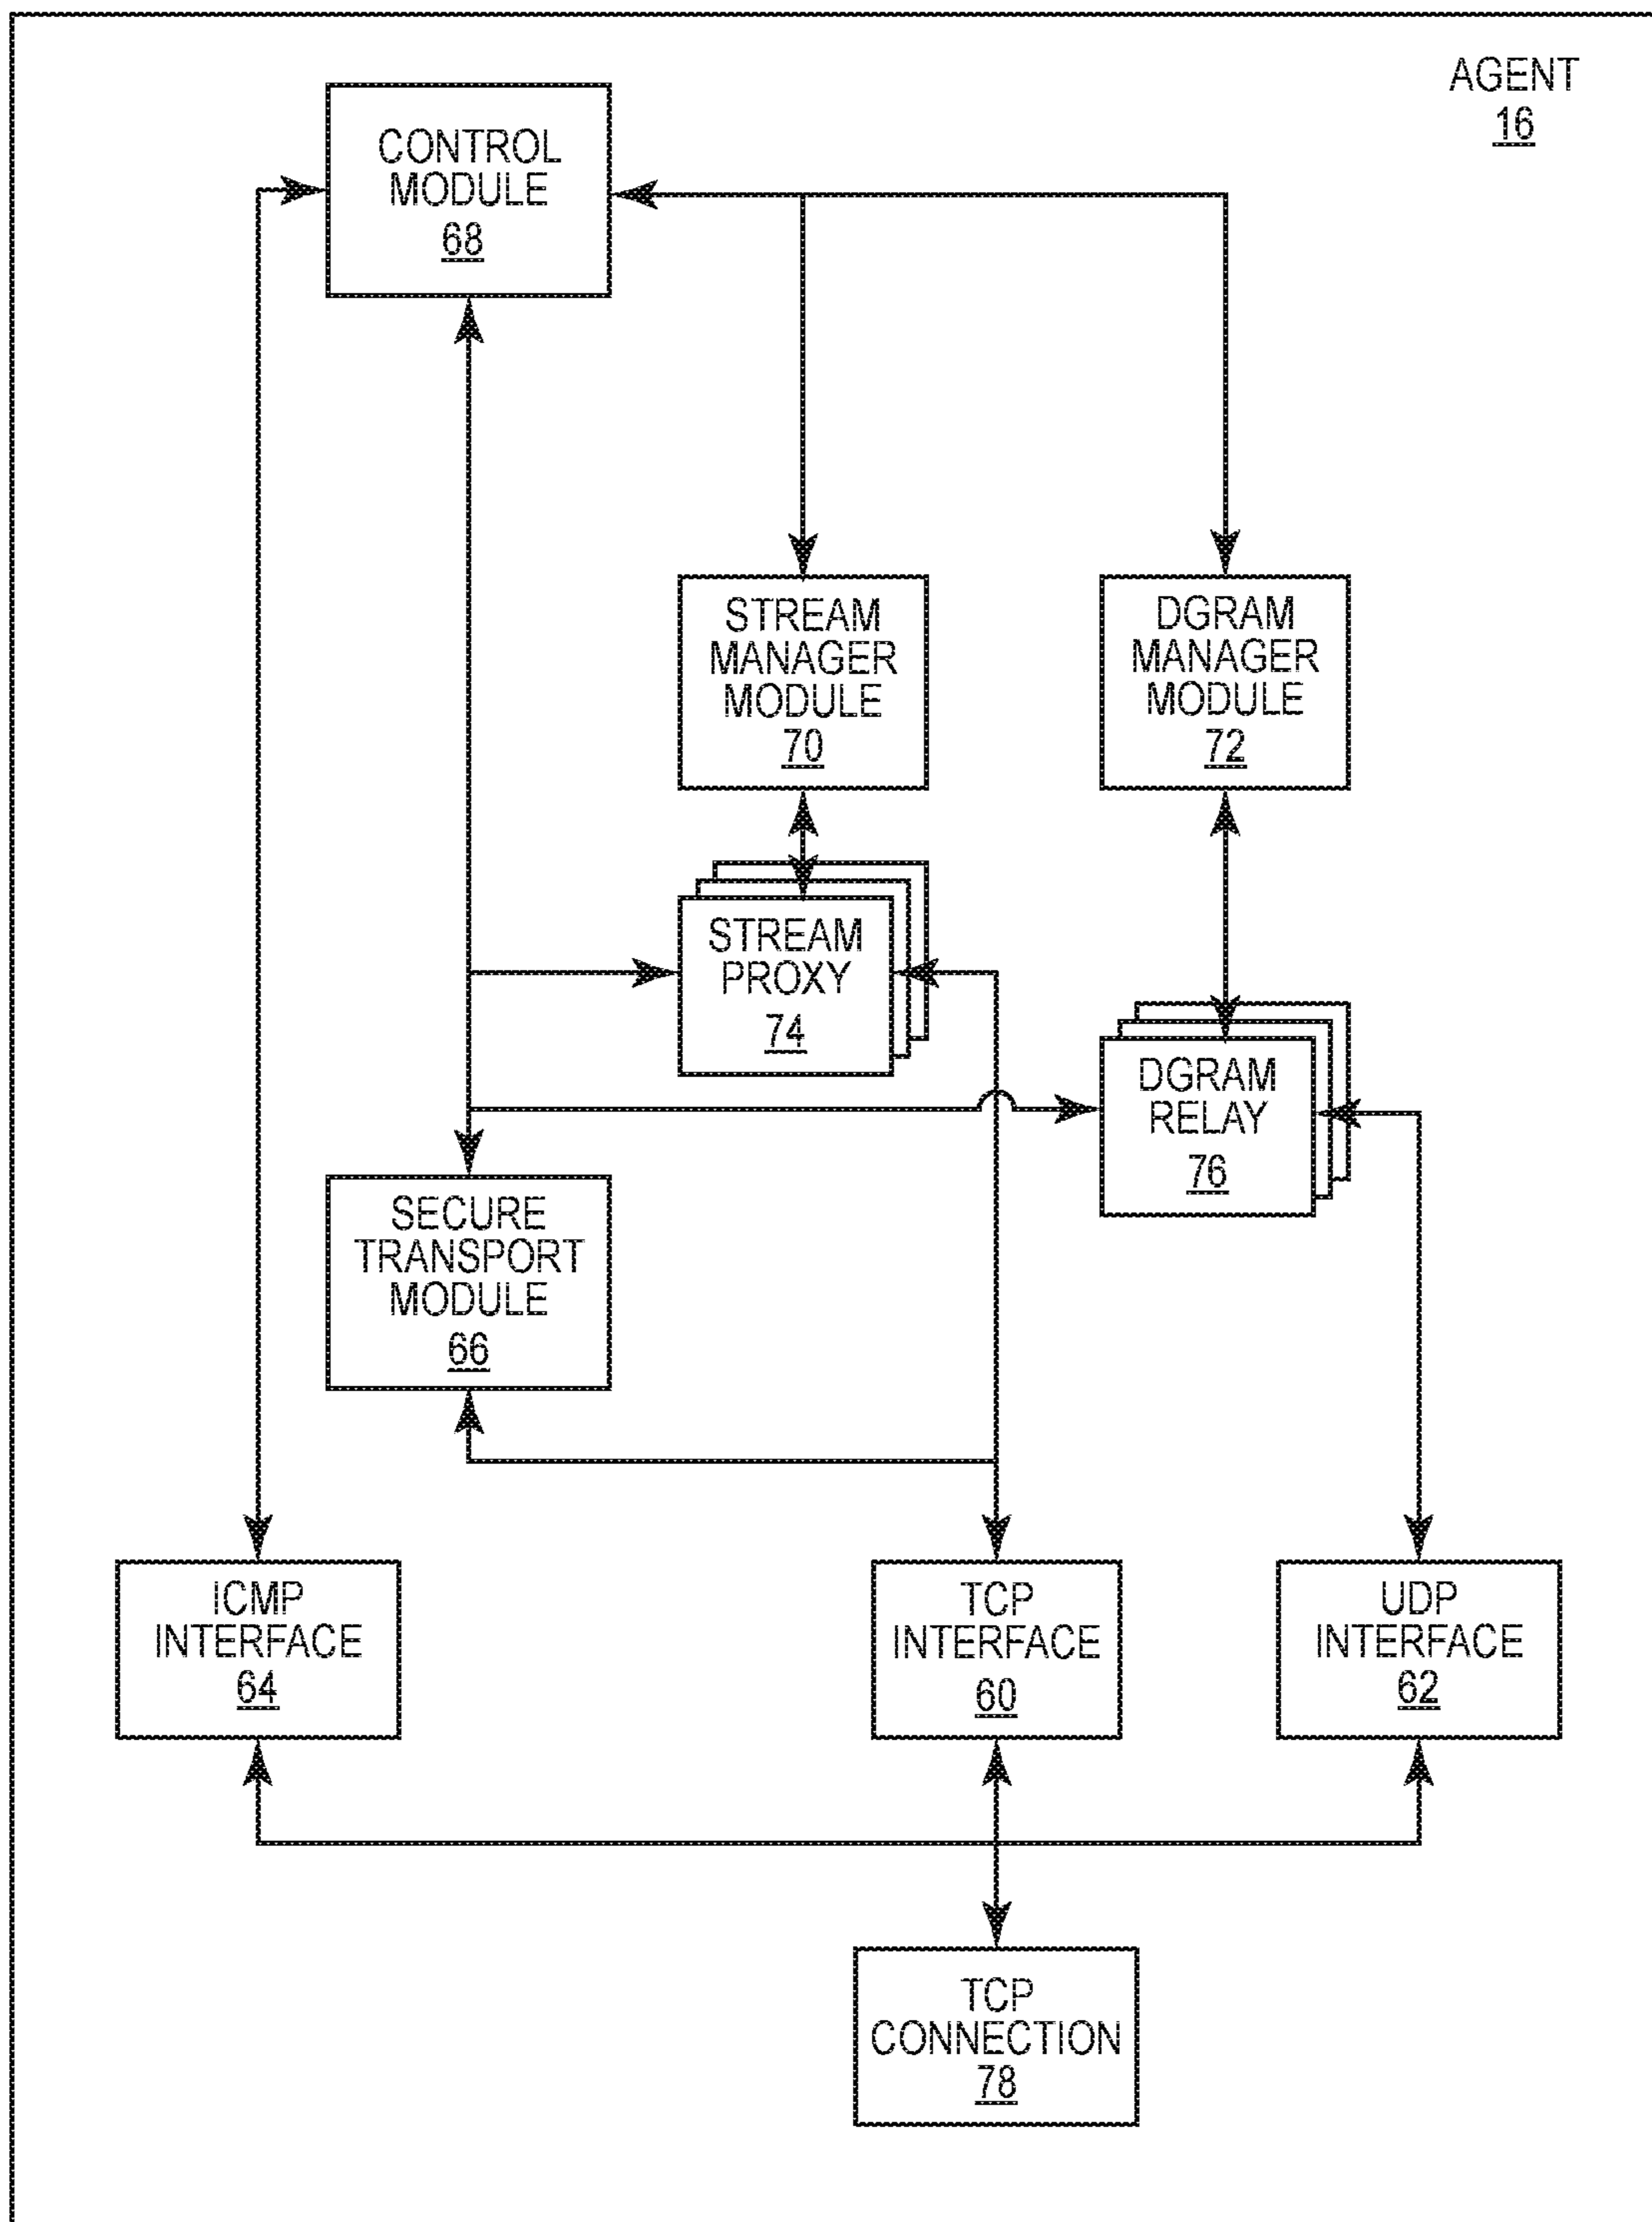 AGENT
16
CONTROL
MODULE
68
STREAM
MANAGER
MODULE
70
DGRAM
MANAGER
MODULE
72
STREAM
PROXY
74
DGRAM
RELAY
76
SECURE
TRANSPORT
MODULE
66
ICMP
INTERFACE
64
TCP
INTERFACE
60
UDP
INTERFACE
62
TCP
CONNECTION
78